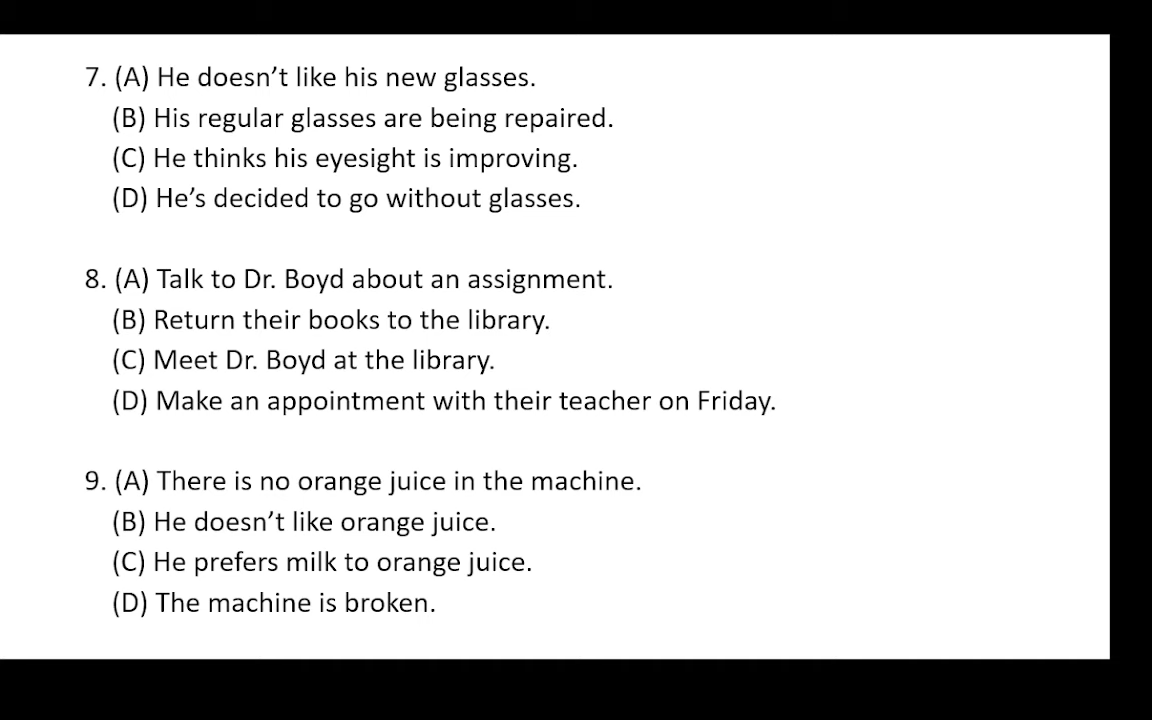 7. (A) He doesn’t like his new glasses.
(B) His regular glasses are being repaired.
(C) He thinks his eyesight is improving.
(D) He’s decided to go without glasses.
8. (A) Talk to Dr. Boyd about an assignment.
(B) Return their books to the library.
(C) Meet Dr. Boyd at the library.
(D) Make an appointment with their teacher on Friday.
9. (A) There is no orange juice in the machine.
(B) He doesn’t like orange juice.
(C) He prefers milk to orange juice.
(D) The machine is broken.